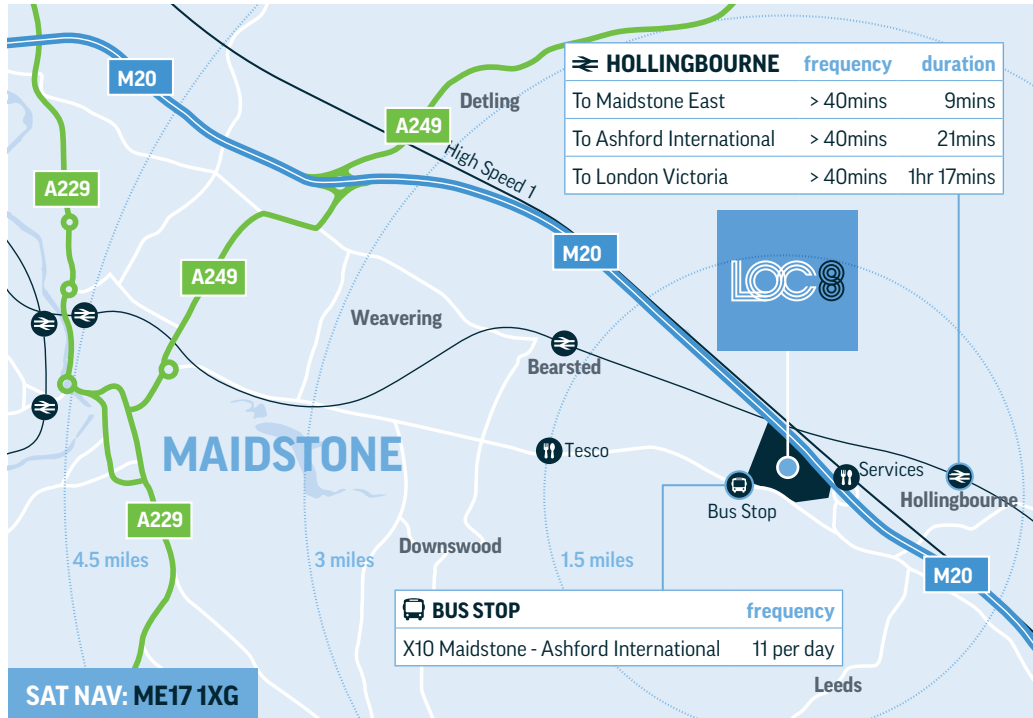 M20
Detling
A249
High Speed 1
HOLLINGBOURNE frequency duration
To Maidstone East > 40mins 9mins
To Ashford International > 40mins 21mins
To London Victoria > 40mins 1hr 17mins
A229
M20
A249
LOC8
Weavering
Bearsted
MAIDSTONE
Tesco
Services
Hollingbourne
Bus Stop
A229
4.5 miles
3 miles
Downswood
1.5 miles
M20
BUS STOP frequency
X10 Maidstone - Ashford International 11 per day
Leeds
SAT NAV: ME17 1XG